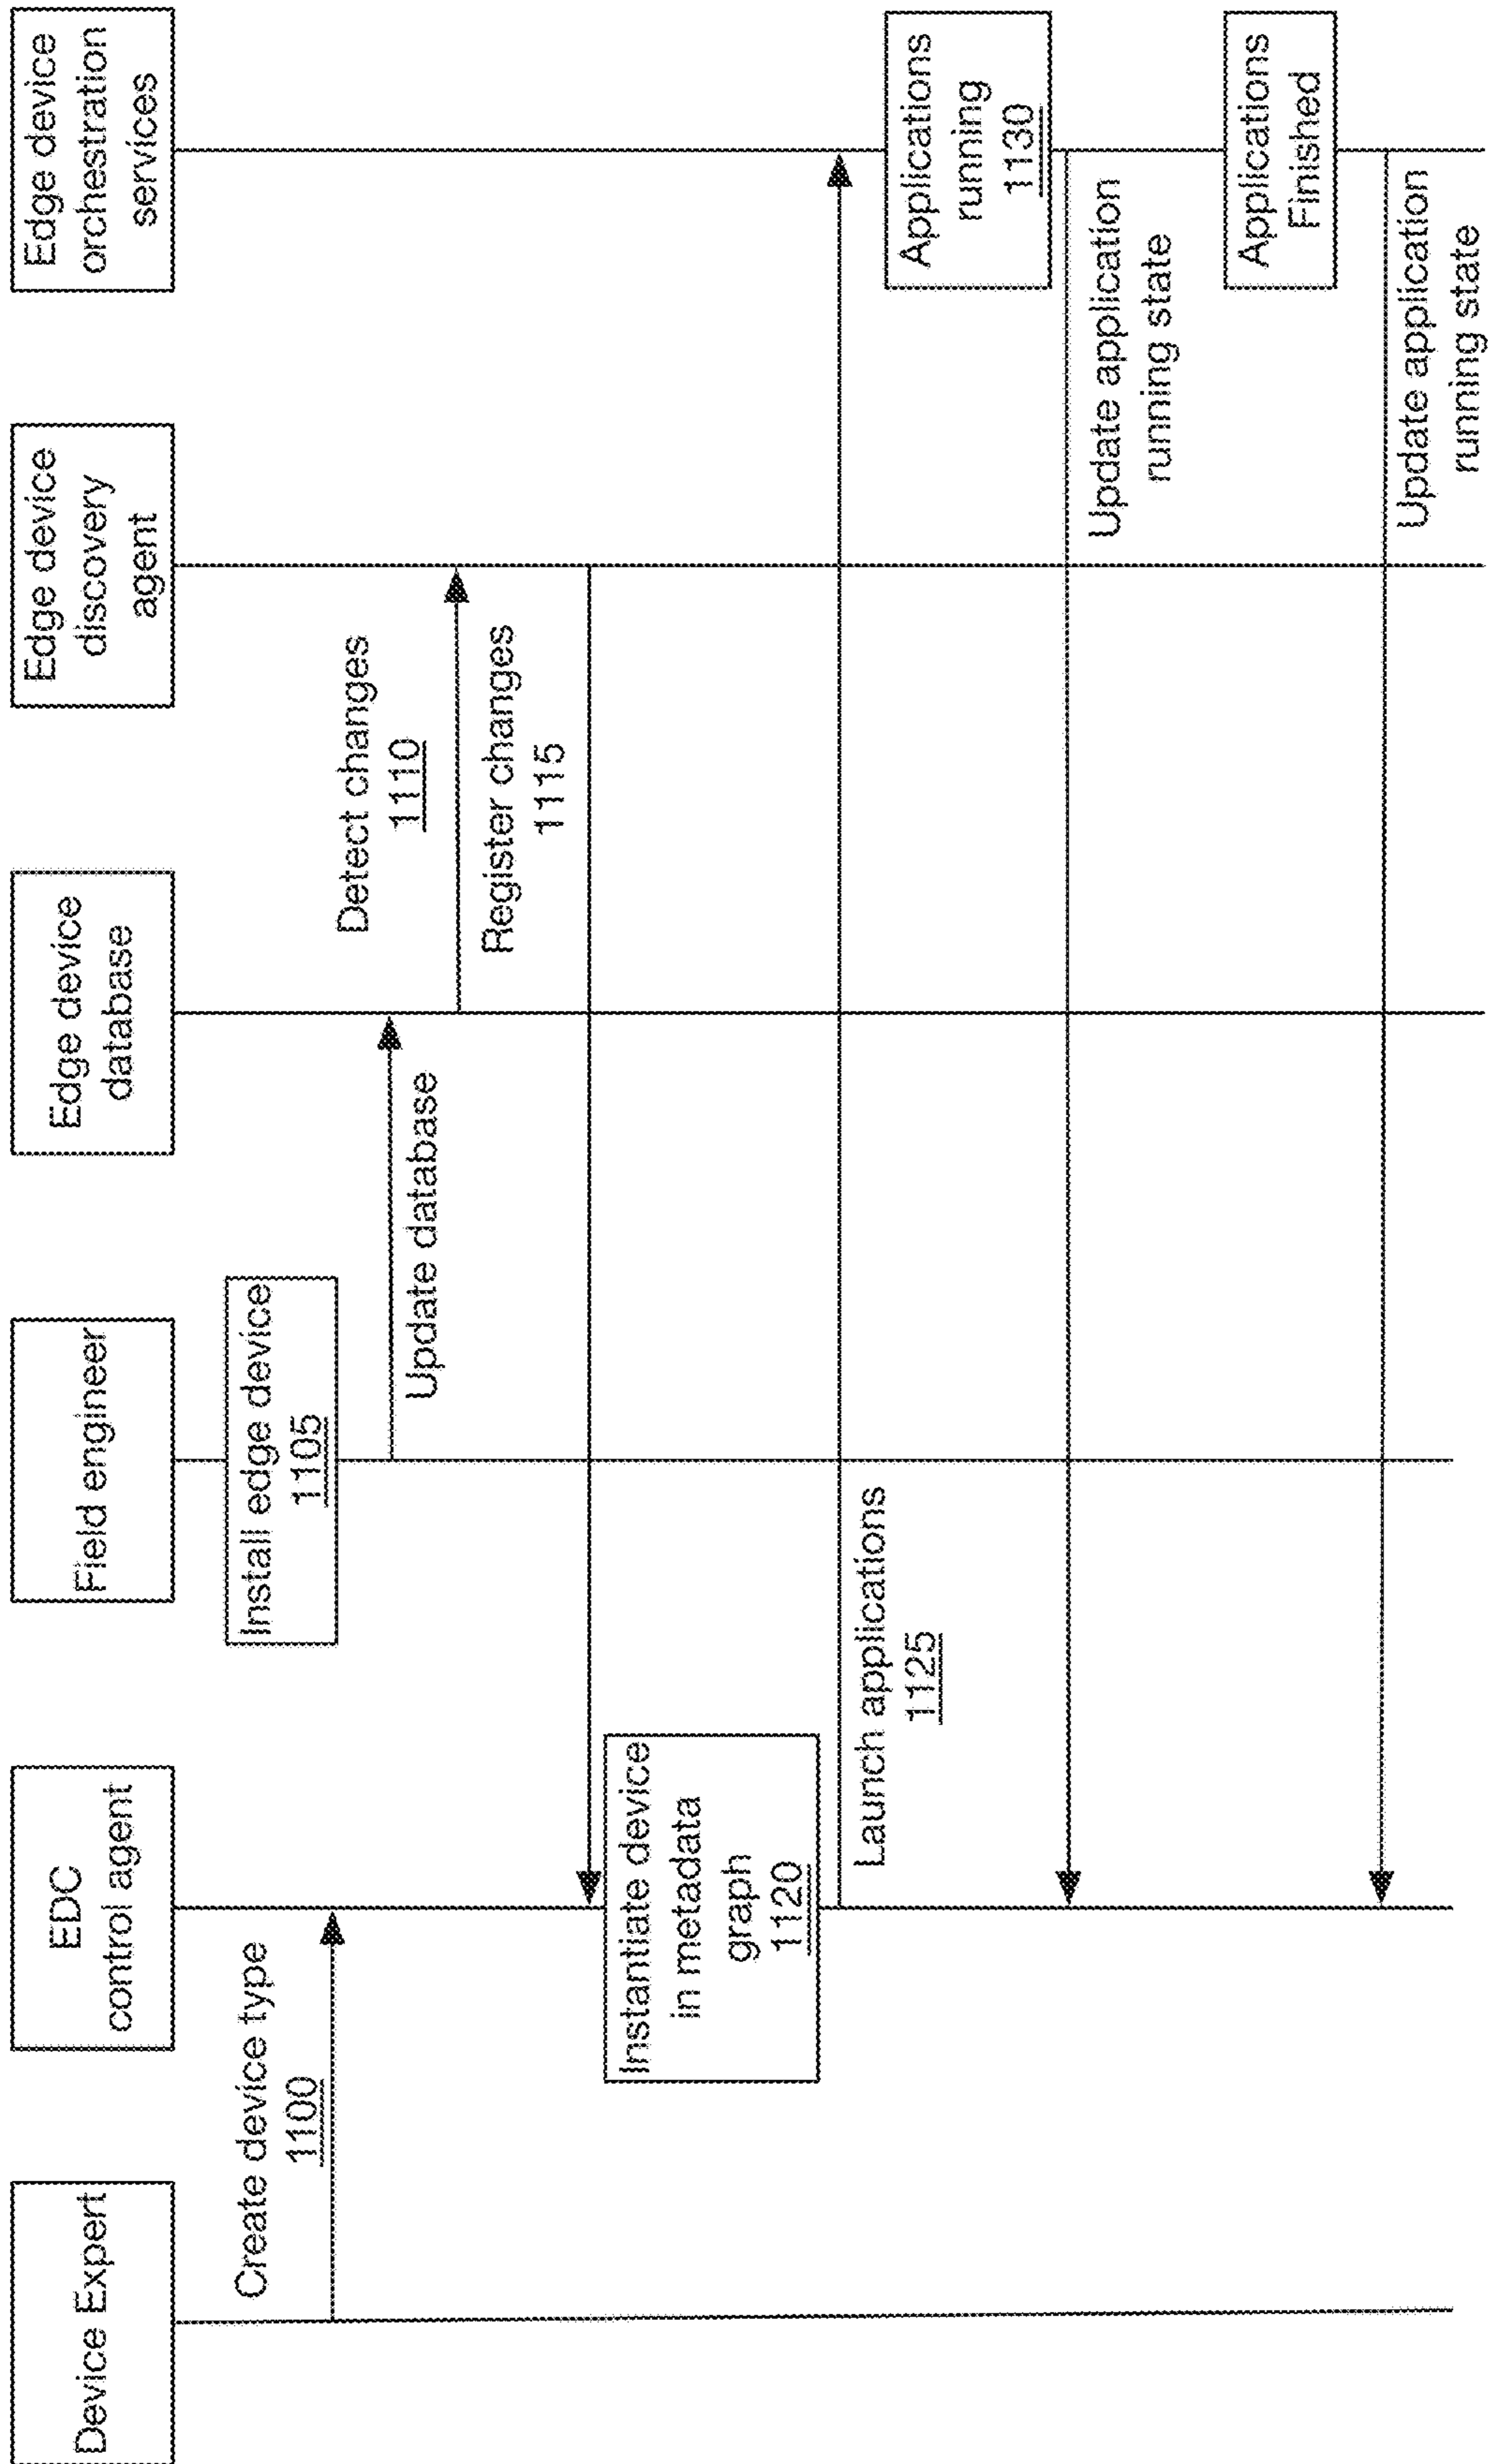 Device Expert
EDC
control agent
Field engineer
Edge device
database
Edge device
discovery
agent
Edge device
orchestration
services
Create device type
1100
Install edge device
1105
Update database
Detect changes
1110
Register changes
1115
Instantiate device
in metadata
graph
1120
Launch applications
1125
Applications
running
1130
Update application
running state
Applications
Finished
Update application
running state